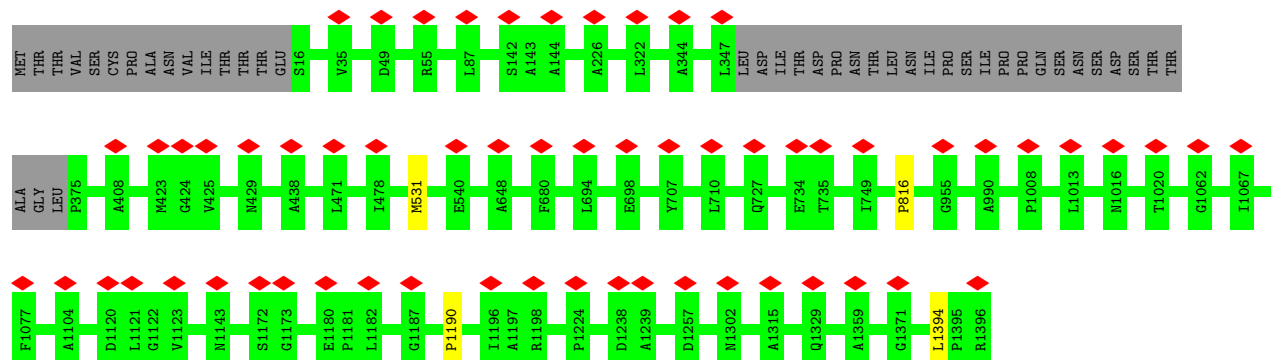 MET THR THR VAL SER CYS PRO ALA ASN VAL ILE THR THR THR GLU S16 V35 D49 R55 L87 S142 A143 A144 A226 L322 A344 L347 LEU ASP ILE THR ASP PRO ASN THR LEU ASN ILE PRO SER ILE PRO PRO GLN SER ASN SER ASP SER THR THR
ALA GLY LEU P375 A408 M423 G424 V425 N429 A438 L471 I478 M531 E540 A648 F680 L694 E698 Y707 L710 Q727 E734 T735 I749 P816 G955 A990 P1008 L1013 N1016 T1020 G1062 I1067
F1077 A1104 D1120 L1121 G1122 V1123 N1143 S1172 G1173 E1180 P1181 L1182 G1187 P1190 I1196 A1197 R1198 P1224 D1238 A1239 D1257 N1302 A1315 Q1329 A1359 G1371 L1394 P1395 R1396